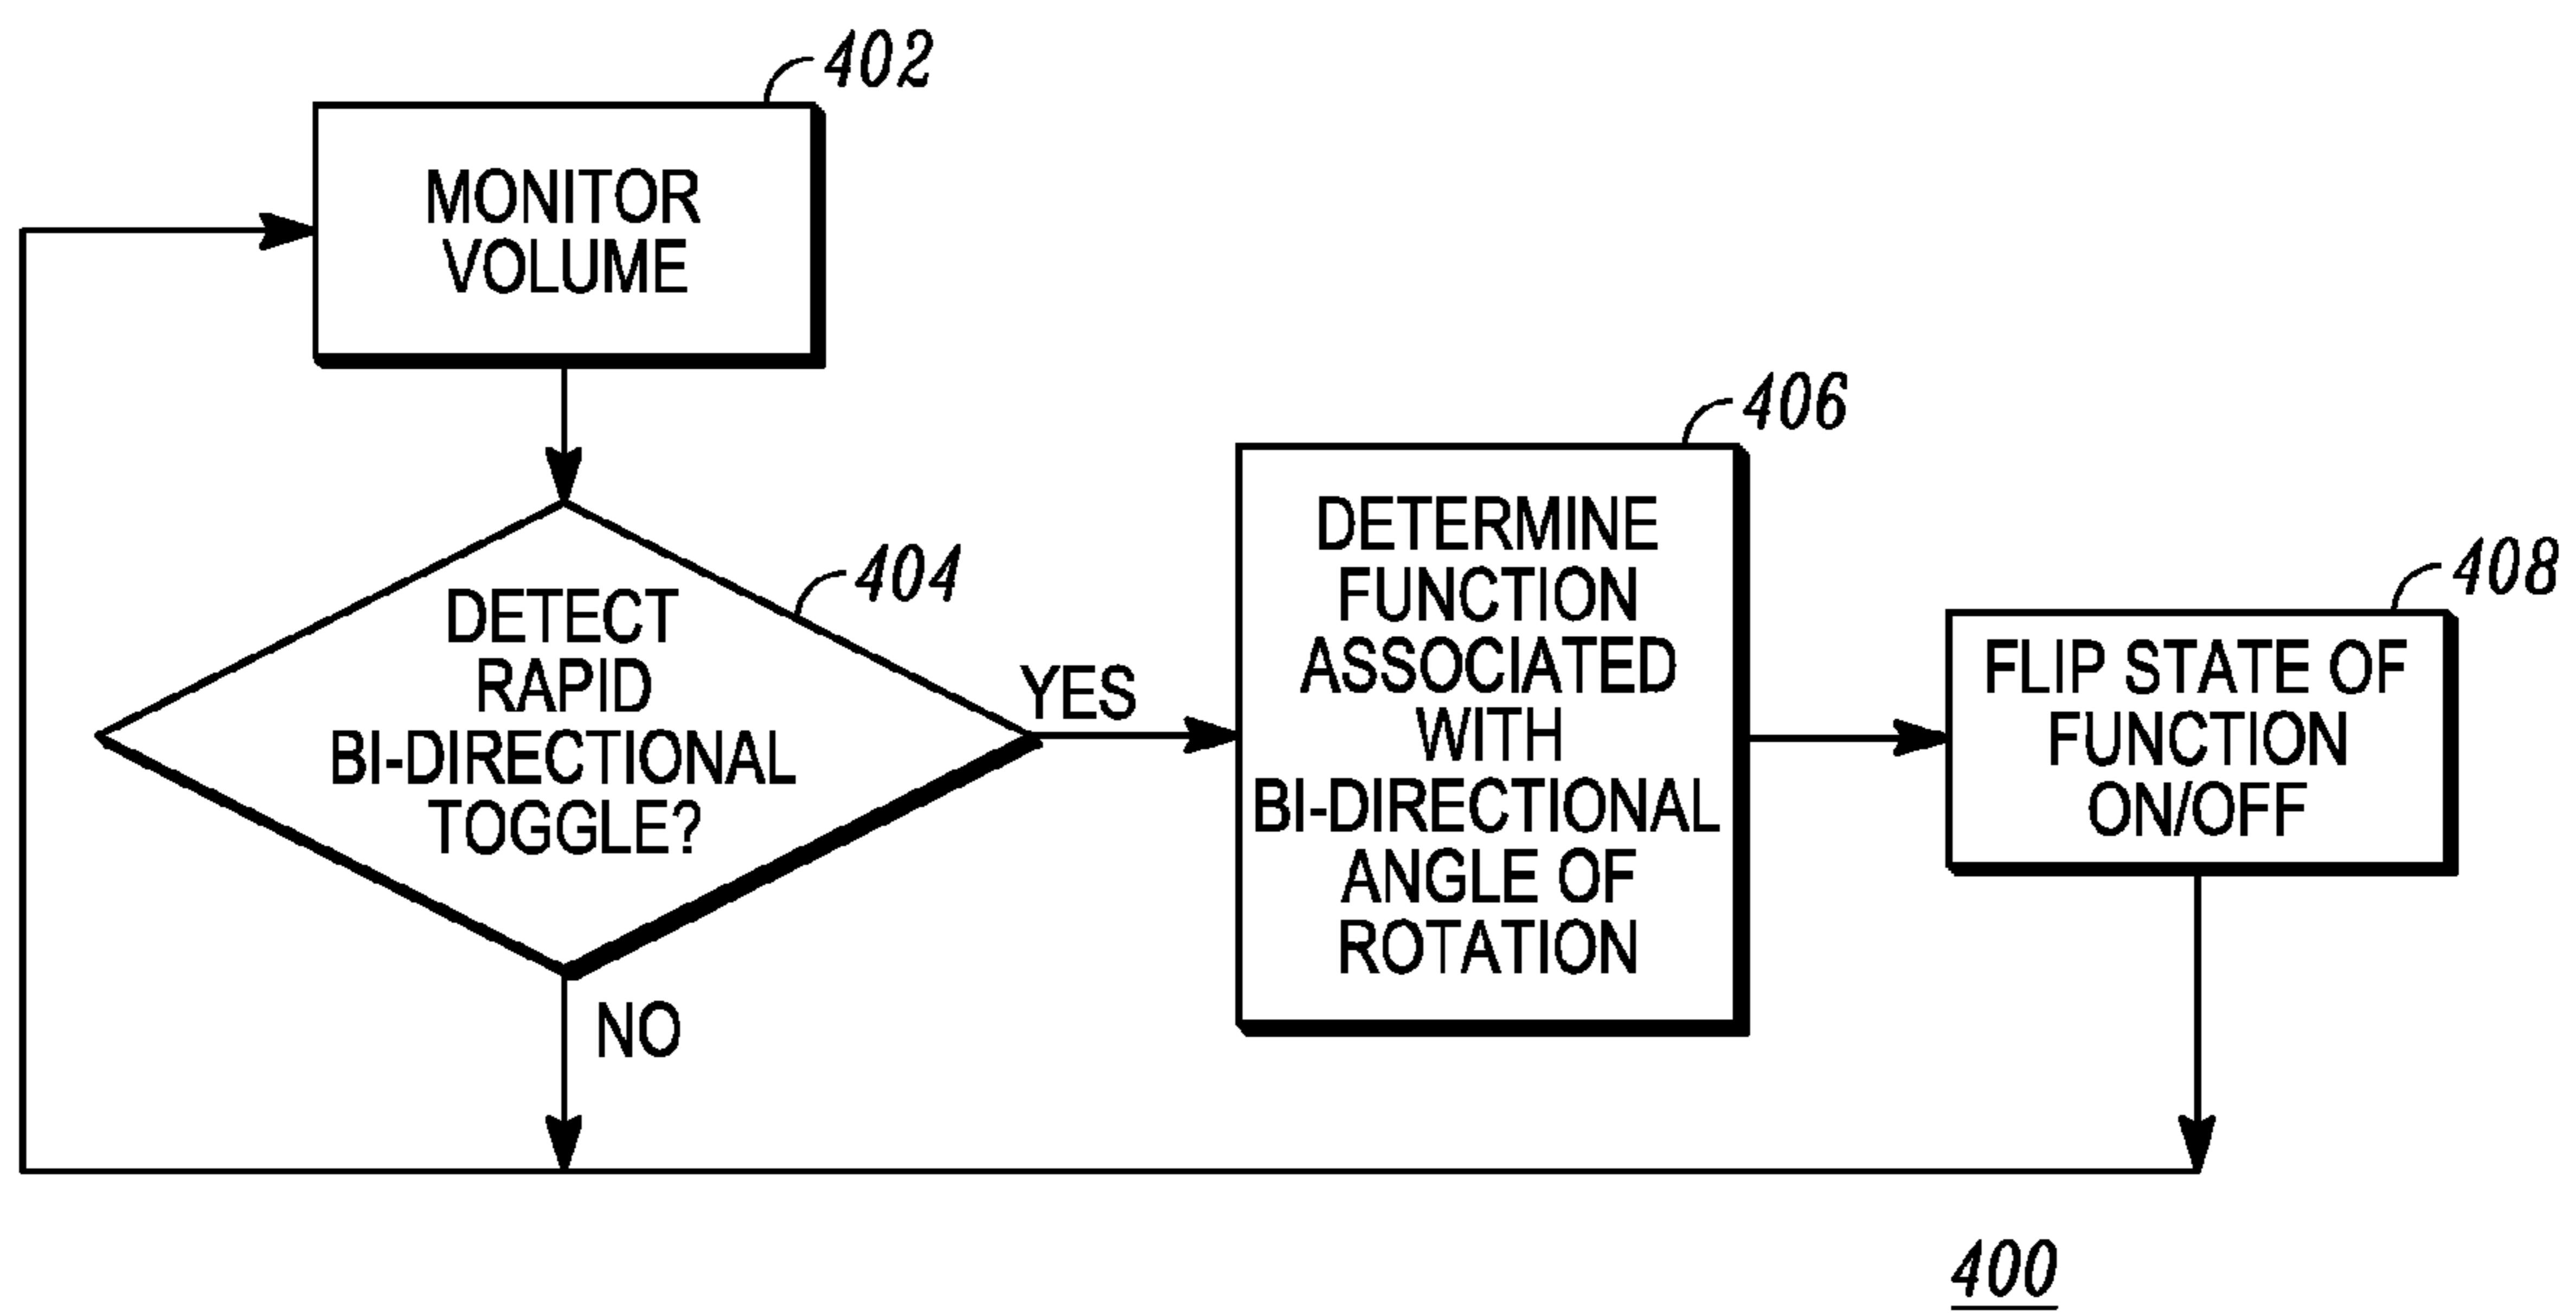 402
MONITOR
VOLUME
404
DETECT
RAPID
BI-DIRECTIONAL
TOGGLE?
YES
NO
406
DETERMINE
FUNCTION
ASSOCIATED
WITH
BI-DIRECTIONAL
ANGLE OF
ROTATION
408
FLIP STATE OF
FUNCTION
ON/OFF
400